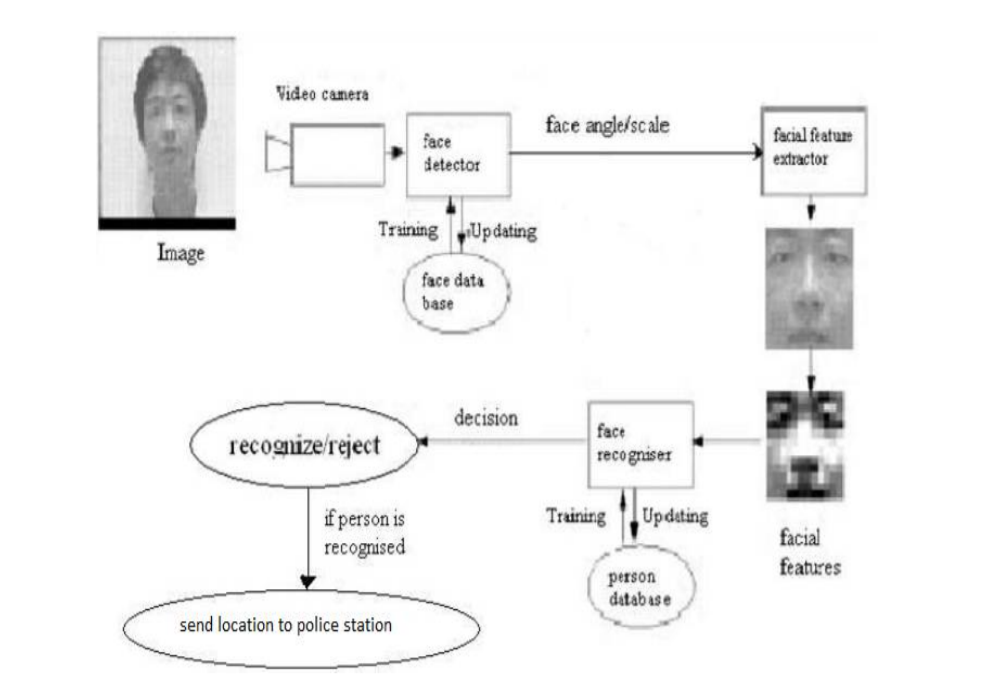 Video camera
face
detector
face angle/scale
facial feature
extractor
Image
Training
Updating
face data
base
decision
recognize/reject
face
recogniser
if person is
recognised
Training
Updating
facial
features
person
database
send location to police station